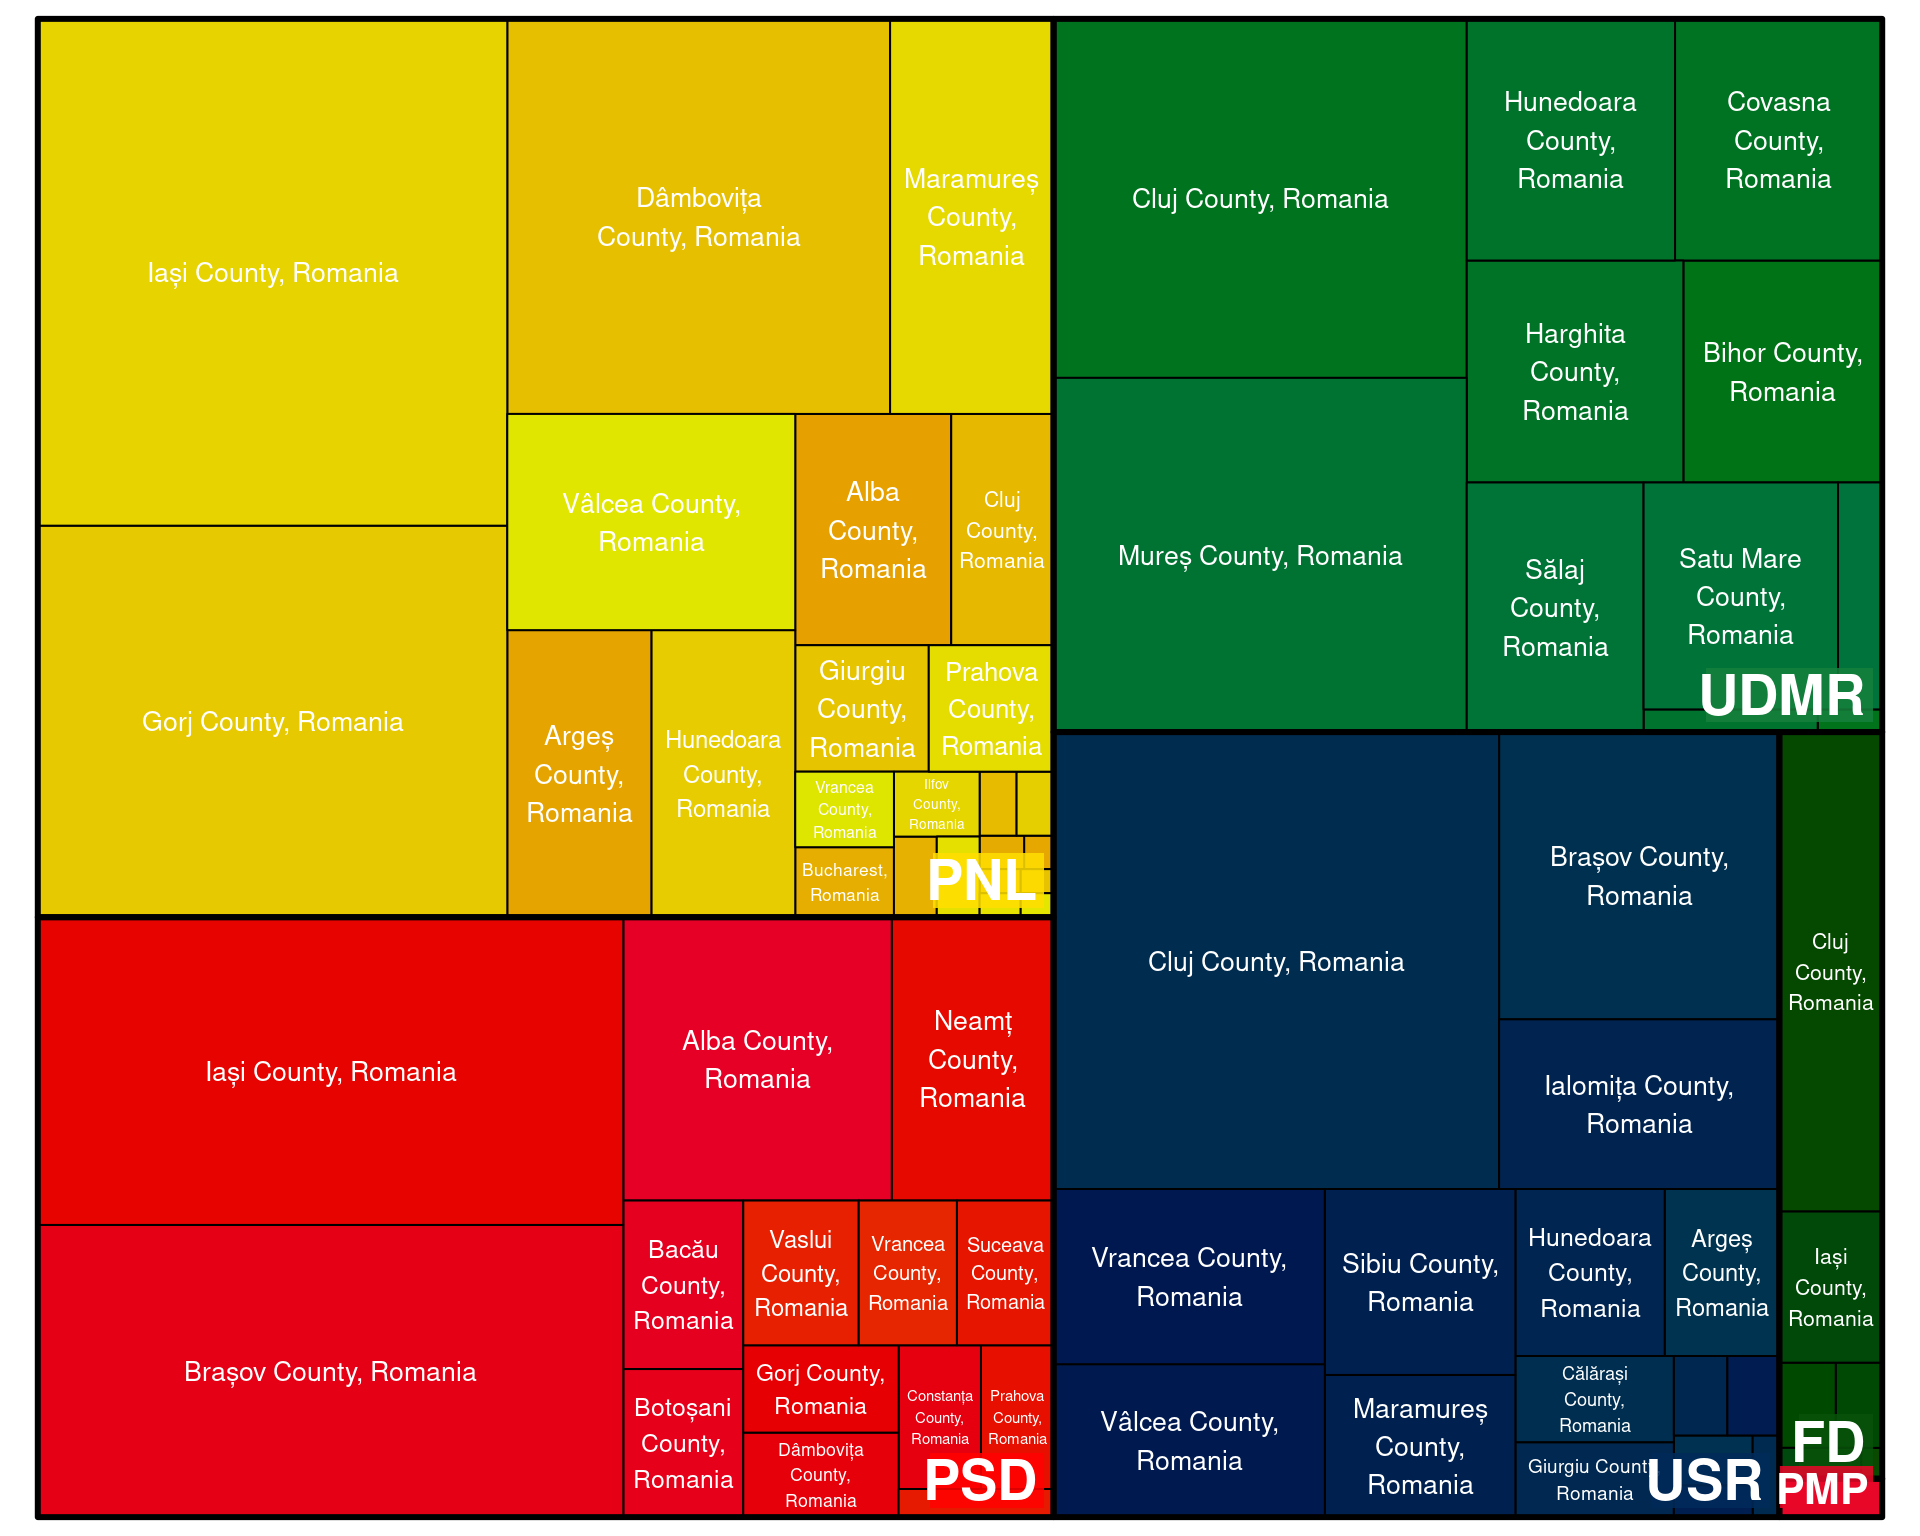 Iași County, Romania
Dâmbovița
County, Romania
Maramureș
County,
Romania
Vâlcea County,
Romania
Alba
County,
Romania
Cluj
County,
Romania
Gorj County, Romania
Argeș
County,
Romania
Hunedoara
County,
Romania
Giurgiu
County,
Romania
Prahova
County,
Romania
Vrancea
County,
Romania
Ilfov
County,
Romania
Bucharest,
Romania
PNL
Cluj County, Romania
Hunedoara
County,
Romania
Covasna
County,
Romania
Harghita
County,
Romania
Bihor County,
Romania
Mureș County, Romania
Sălaj
County,
Romania
Satu Mare
County,
Romania
UDMR
Iași County, Romania
Alba County,
Romania
Neamț
County,
Romania
Brașov County, Romania
Bacău
County,
Romania
Vaslui
County,
Romania
Vrancea
County,
Romania
Suceava
County,
Romania
Botoșani
County,
Romania
Gorj County,
Romania
Dâmbovița
County,
Romania
Constanța
County,
Romania
Prahova
County,
Romania
PSD
Cluj County, Romania
Brașov County,
Romania
Ialomița County,
Romania
Vrancea County,
Romania
Sibiu County,
Romania
Hunedoara
County,
Romania
Argeș
County,
Romania
Vâlcea County,
Romania
Maramureș
County,
Romania
Călărași
County,
Romania
Giurgiu County,
Romania
USR
Cluj
County,
Romania
Iași
County,
Romania
FD
PMP